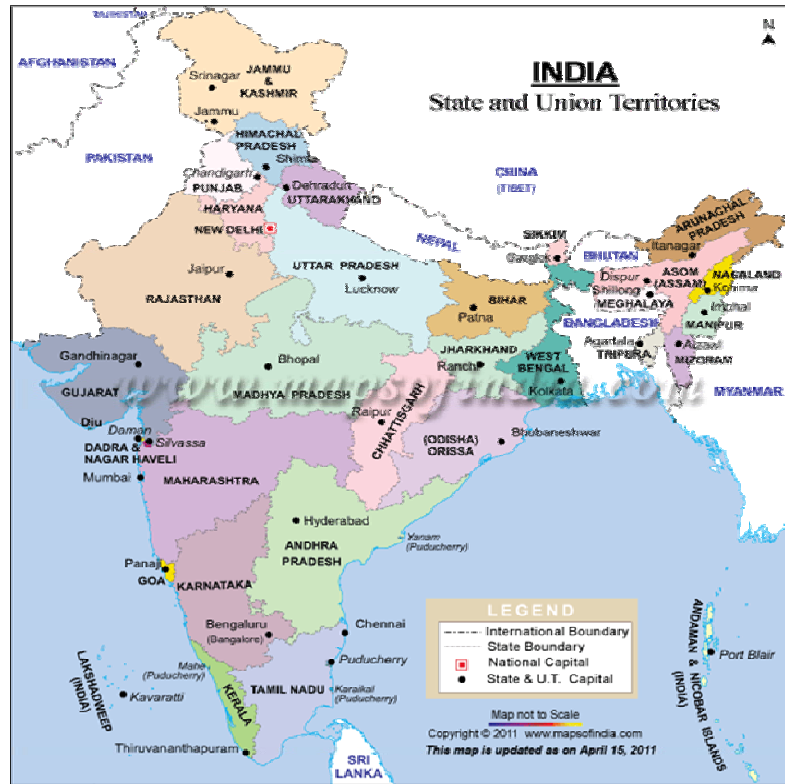 TAJIKISTAN
N
AFGHANISTAN
INDIA
State and Union Territories
JAMMU
&
KASHMIR
Srinagar
Jammu
HIMACHAL
PRADESH
Shimla
PAKISTAN
Chandigarh
PUNJAB
Dehradun
UTTARAKHAND
CHINA
(TIBET)
HARYANA
NEW DELHI
ARUNACHAL
PRADESH
Itanagar
NEPAL
SIKKIM
Gangtok
BHUTAN
Jaipur
RAJASTHAN
UTTAR PRADESH
Lucknow
Dispur
ASOM
(ASSAM)
NAGALAND
Kohima
Shillong
MEGHALAYA
BIHAR
Patna
Imphal
MANIPUR
BANGLADESH
Gandhinagar
GUJARAT
Bhopal
MADHYA PRADESH
JHARKHAND
Ranchi
WEST
BENGAL
Kolkata
Agartala
TRIPURA
Aizawl
MIZORAM
MYANMAR
www.mapsofindia.com
Diu
Daman
Silvassa
DADRA &
NAGAR HAVELI
Raipur
CHHATTISGARH
(ODISHA)
ORISSA
Bhubaneshwar
Mumbai
MAHARASHTRA
Hyderabad
ANDHRA
PRADESH
Yanam
(Puducherry)
Panaji
GOA
KARNATAKA
Bengaluru
(Bangalore)
Chennai
Mahe
(Puducherry)
Puducherry
LAKSHADWEEP
(INDIA)
Kavaratti
KERALA
TAMIL NADU
Karaikal
(Puducherry)
Thiruvananthapuram
SRI
LANKA
LEGEND
International Boundary
State Boundary
National Capital
State & U.T. Capital
Map not to Scale
Copyright © 2011 www.mapsofindia.com
This map is updated as on April 15, 2011
ANDAMAN & NICOBAR ISLANDS
(INDIA)
Port Blair